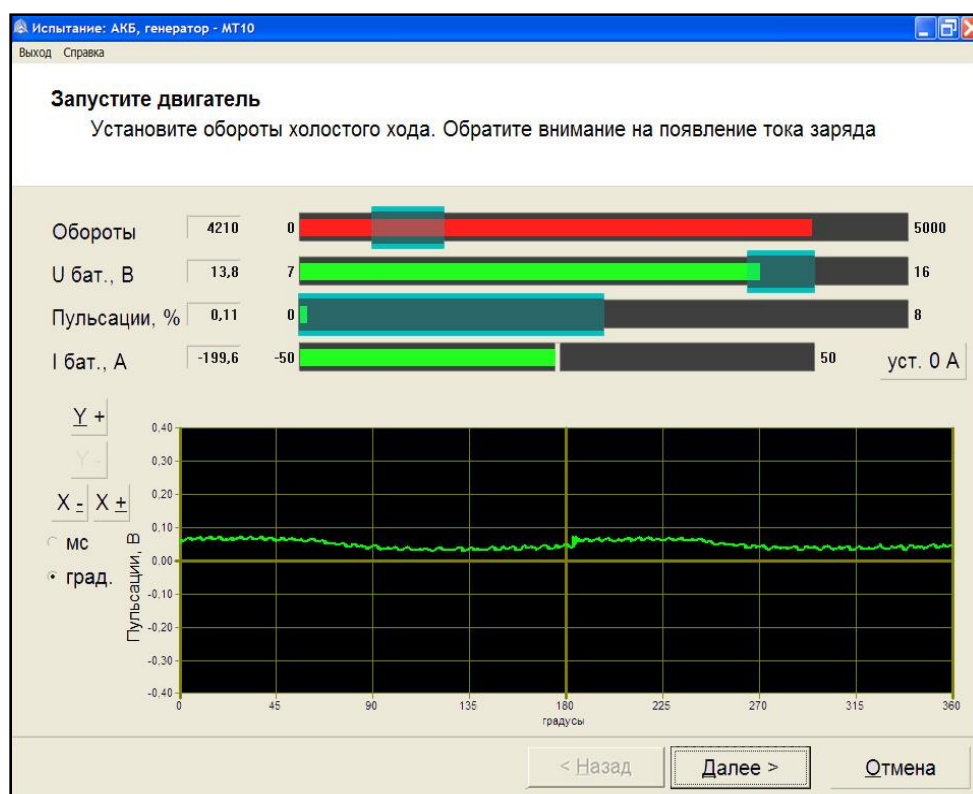 Испытание: АКБ, генератор - МТ10
Выход Справка
Запустите двигатель
Установите обороты холостого хода. Обратите внимание на появление тока заряда
Обороты 4210 0 5000
U бат., В 13,8 7 16
Пульсации, % 0,11 0 8
I бат., А -199,6 -50 50 уст. 0 А
Y +
Y -
X - X +
мс
град.
Пульсации, В
0,40
0,30
0,20
0,10
0,00
-0,10
-0,20
-0,30
-0,40
0 45 90 135 180 225 270 315 360
градусы
< Назад Далее > Отмена